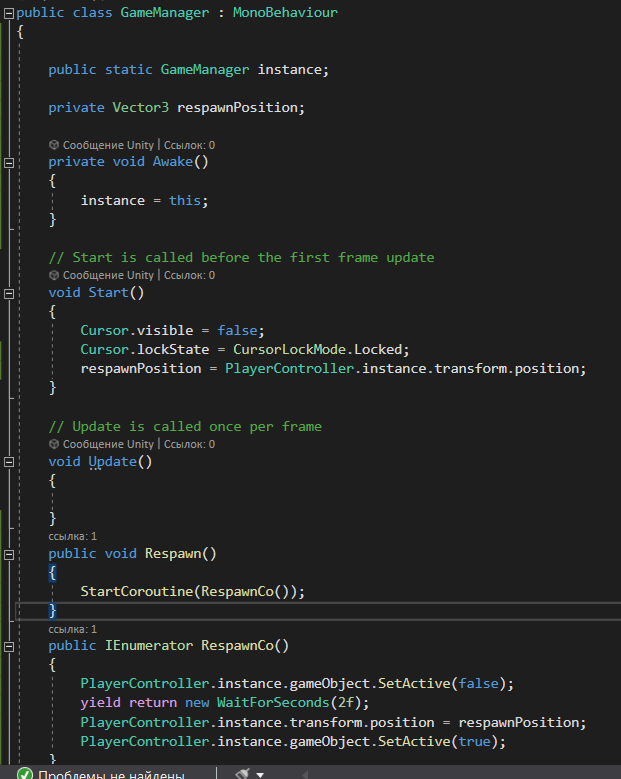 public class GameManager : MonoBehaviour
{
public static GameManager instance;
private Vector3 respawnPosition;
Сообщение Unity | Ссылок: 0
private void Awake()
{
instance = this;
}
// Start is called before the first frame update
Сообщение Unity | Ссылок: 0
void Start()
{
Cursor.visible = false;
Cursor.lockState = CursorLockMode.Locked;
respawnPosition = PlayerController.instance.transform.position;
}
// Update is called once per frame
Сообщение Unity | Ссылок: 0
void Update()
{
}
ссылка: 1
public void Respawn()
{
StartCoroutine(RespawnCo());
}
ссылка: 1
public IEnumerator RespawnCo()
{
PlayerController.instance.gameObject.SetActive(false);
yield return new WaitForSeconds(2f);
PlayerController.instance.transform.position = respawnPosition;
PlayerController.instance.gameObject.SetActive(true);
}
Проблемы не найдены